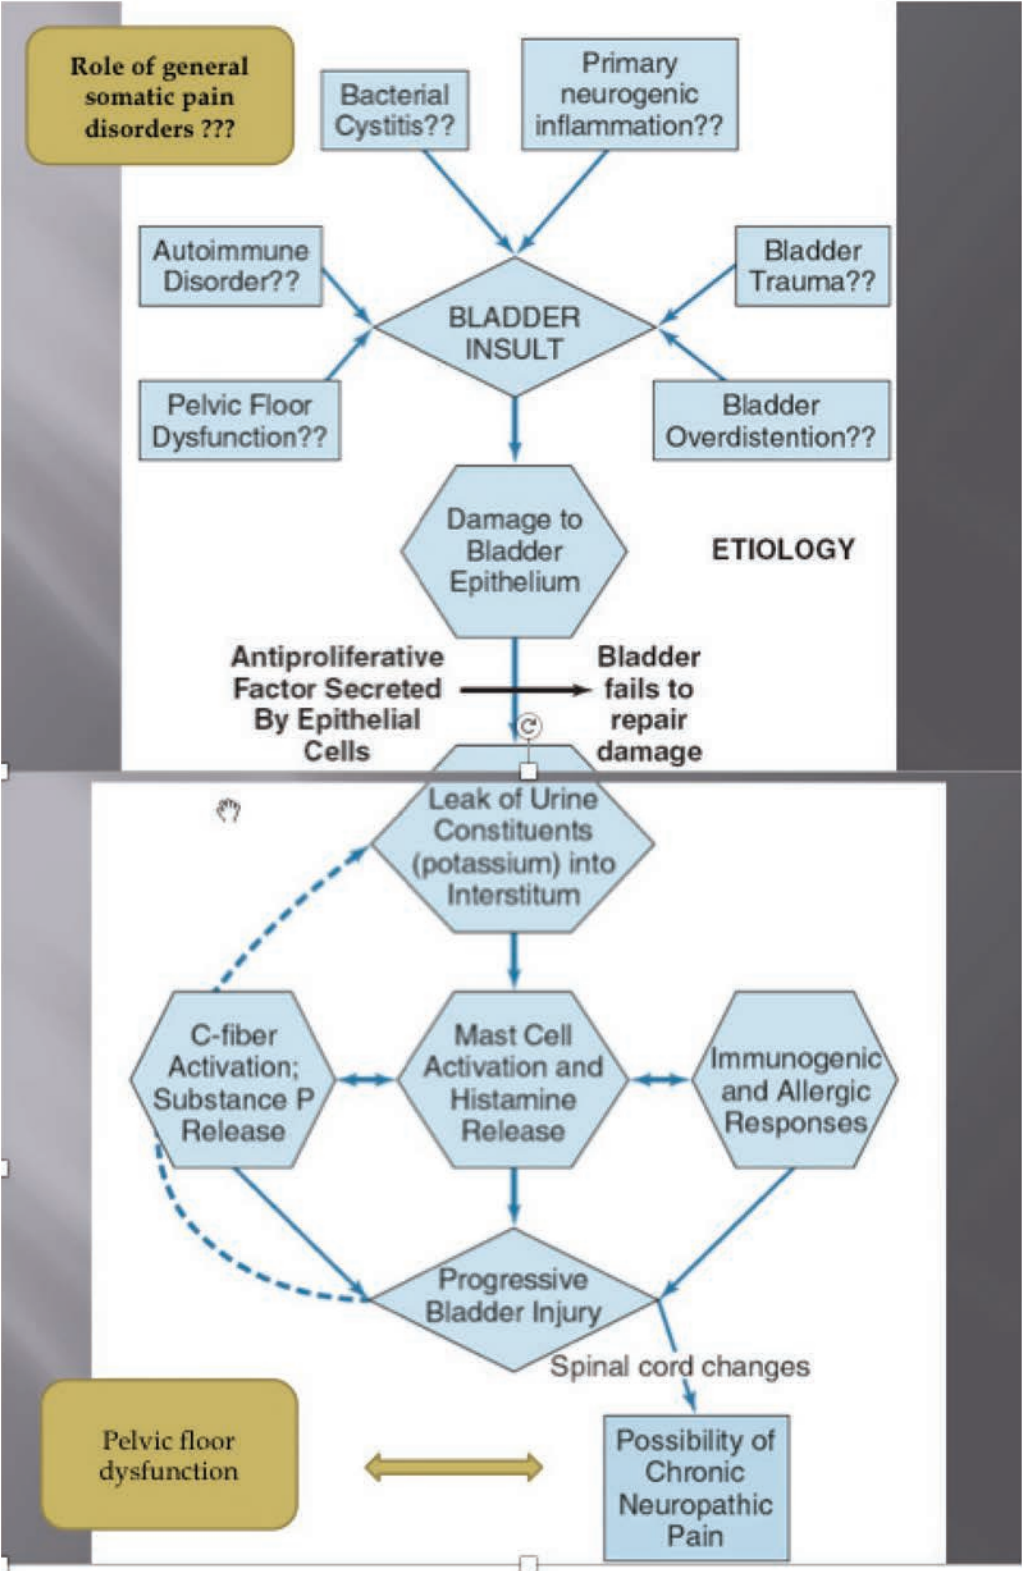 Role of general
somatic pain
disorders ???
Bacterial
Cystitis??
Primary
neurogenic
inflammation??
Autoimmune
Disorder??
Bladder
Trauma??
BLADDER
INSULT
Pelvic Floor
Dysfunction??
Bladder
Overdistention??
Damage to
Bladder
Epithelium
ETIOLOGY
Antiproliferative
Factor Secreted
By Epithelial
Cells
Bladder
fails to
repair
damage
Leak of Urine
Constituents
(potassium) into
Interstitum
C-fiber
Activation;
Substance P
Release
Mast Cell
Activation and
Histamine
Release
Immunogenic
and Allergic
Responses
Progressive
Bladder Injury
Spinal cord changes
Pelvic floor
dysfunction
Possibility of
Chronic
Neuropathic
Pain